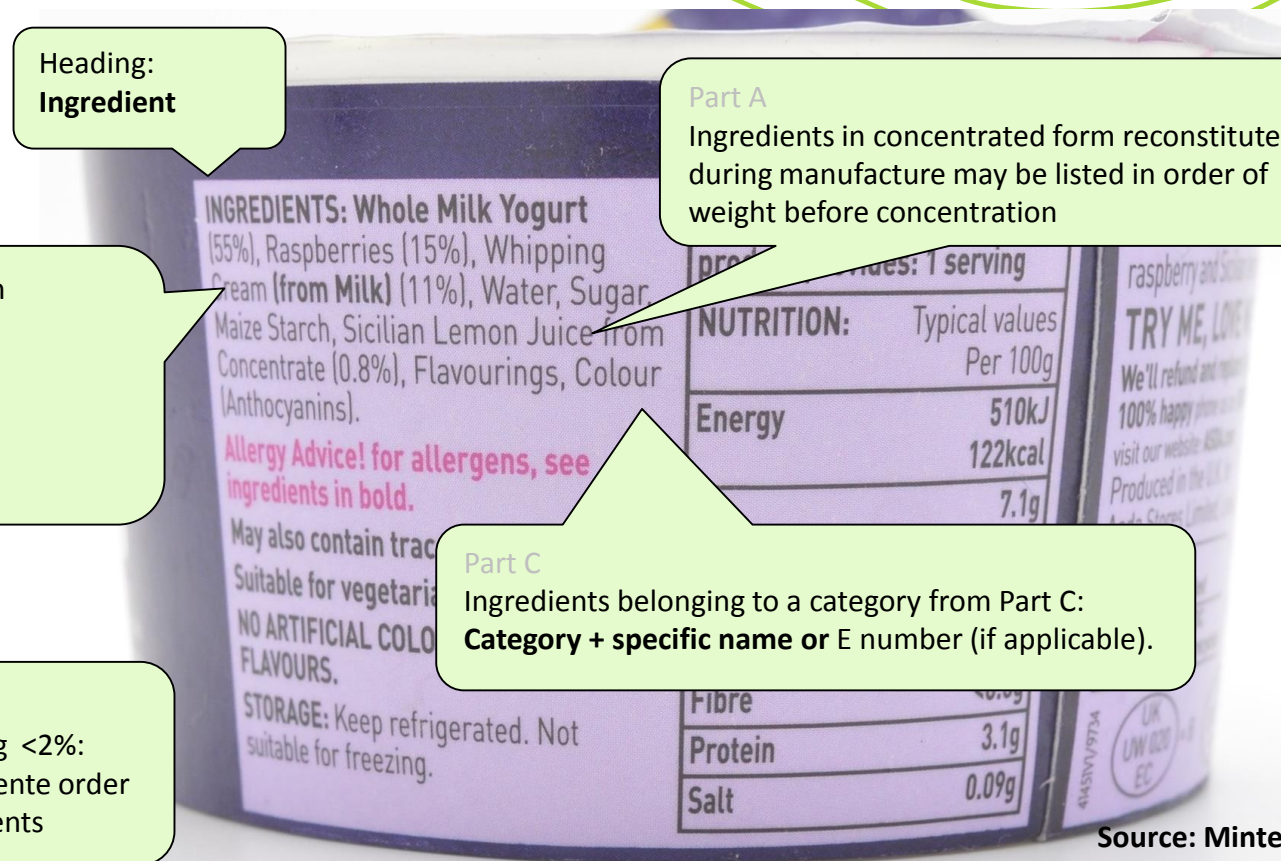 Heading:
Ingredient
Part A
Ingredients in concentrated form reconstitute
during manufacture may be listed in order of
weight before concentration
INGREDIENTS: Whole Milk Yogurt
(55%), Raspberries (15%), Whipping
Cream (from Milk) (11%), Water, Sugar,
Maize Starch, Sicilian Lemon Juice from
Concentrate (0.8%), Flavourings, Colour
(Anthocyanins).
Allergy Advice! for allergens, see
ingredients in bold.
May also contain trac
Suitable for vegetaria
NO ARTIFICIAL COLO
FLAVOURS.
STORAGE: Keep refrigerated. Not
suitable for freezing.
: 1 serving
NUTRITION: Typical values
Per 100g
Energy 510kJ
122kcal
7.1g
Part C
Ingredients belonging to a category from Part C:
Category + specific name or E number (if applicable).
Fibre
Protein 3.1g
Salt 0.09g
raspberry and
TRY ME, LOVE
We'll refund and
100% happy phone
visit our website
Produced in the U.K.
41451V1/9734
UK
UW 020
EC
g <2%:
ente order
ents
Source: Minte